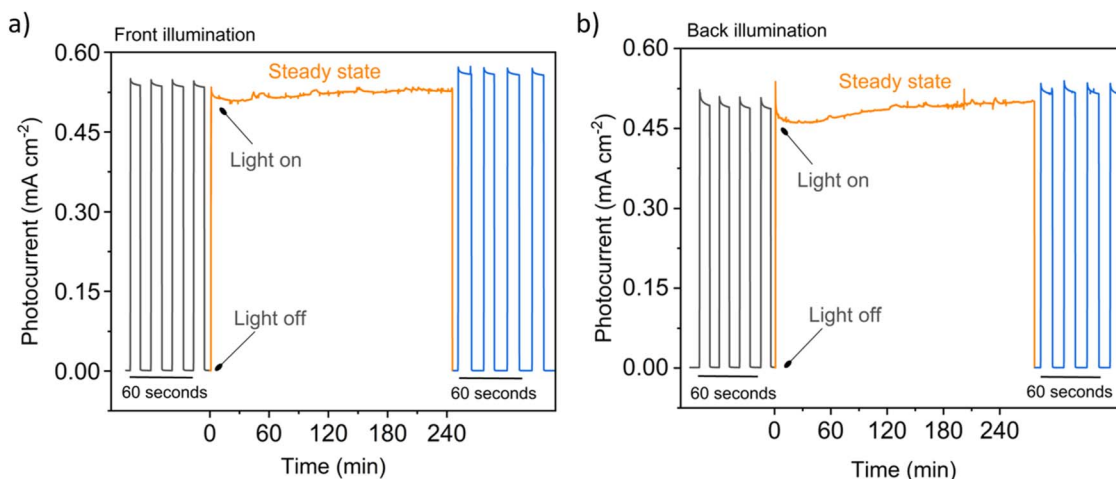 a)
Front illumination
0.60
0.45
0.30
0.15
0.00
Photocurrent (mA cm⁻²)
Steady state
Light on
Light off
60 seconds
60 seconds
0 60 120 180 240
Time (min)
b)
Back illumination
0.60
0.45
0.30
0.15
0.00
Photocurrent (mA cm⁻²)
Steady state
Light on
Light off
60 seconds
60 seconds
0 60 120 180 240
Time (min)